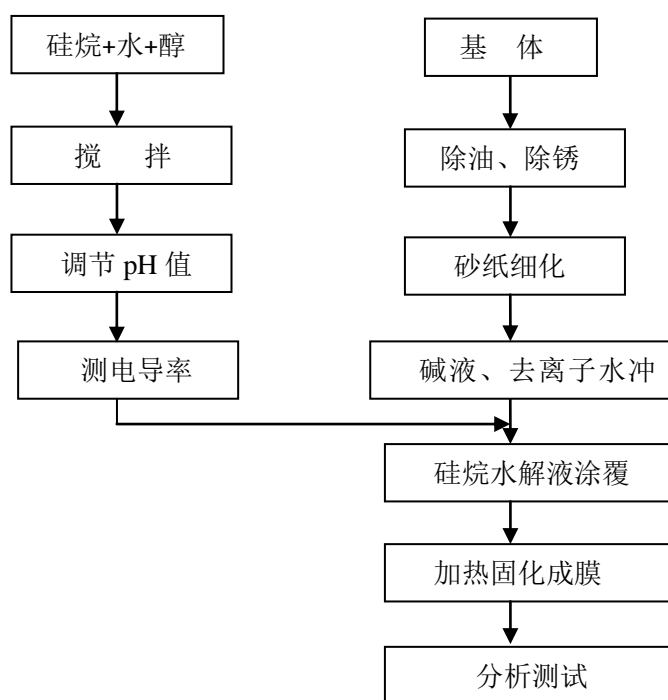 硅烷+水+醇
搅 拌
调节 pH 值
测电导率
基 体
除油、除锈
砂纸细化
碱液、去离子水冲
硅烷水解液涂覆
加热固化成膜
分析测试